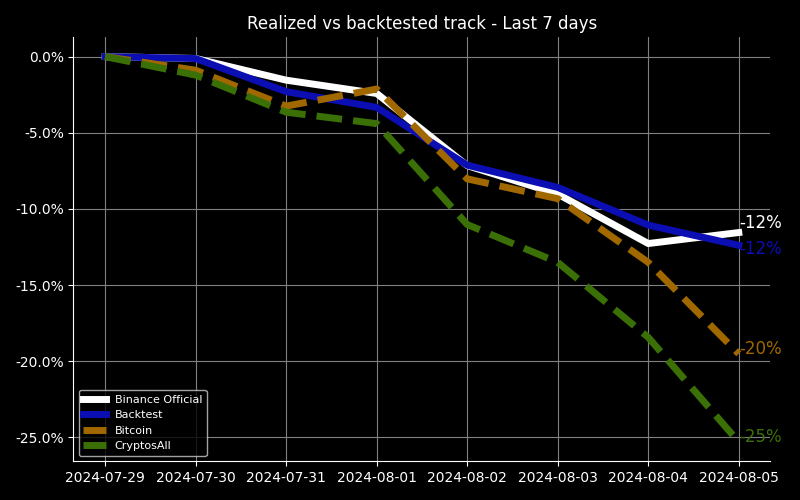 Realized vs backtested track - Last 7 days
0.0%
-5.0%
-10.0%
-15.0%
-20.0%
-25.0%
-12%
-12%
-20%
-25%
Binance Official
Backtest
Bitcoin
CryptosAll
2024-07-29 2024-07-30 2024-07-31 2024-08-01 2024-08-02 2024-08-03 2024-08-04 2024-08-05